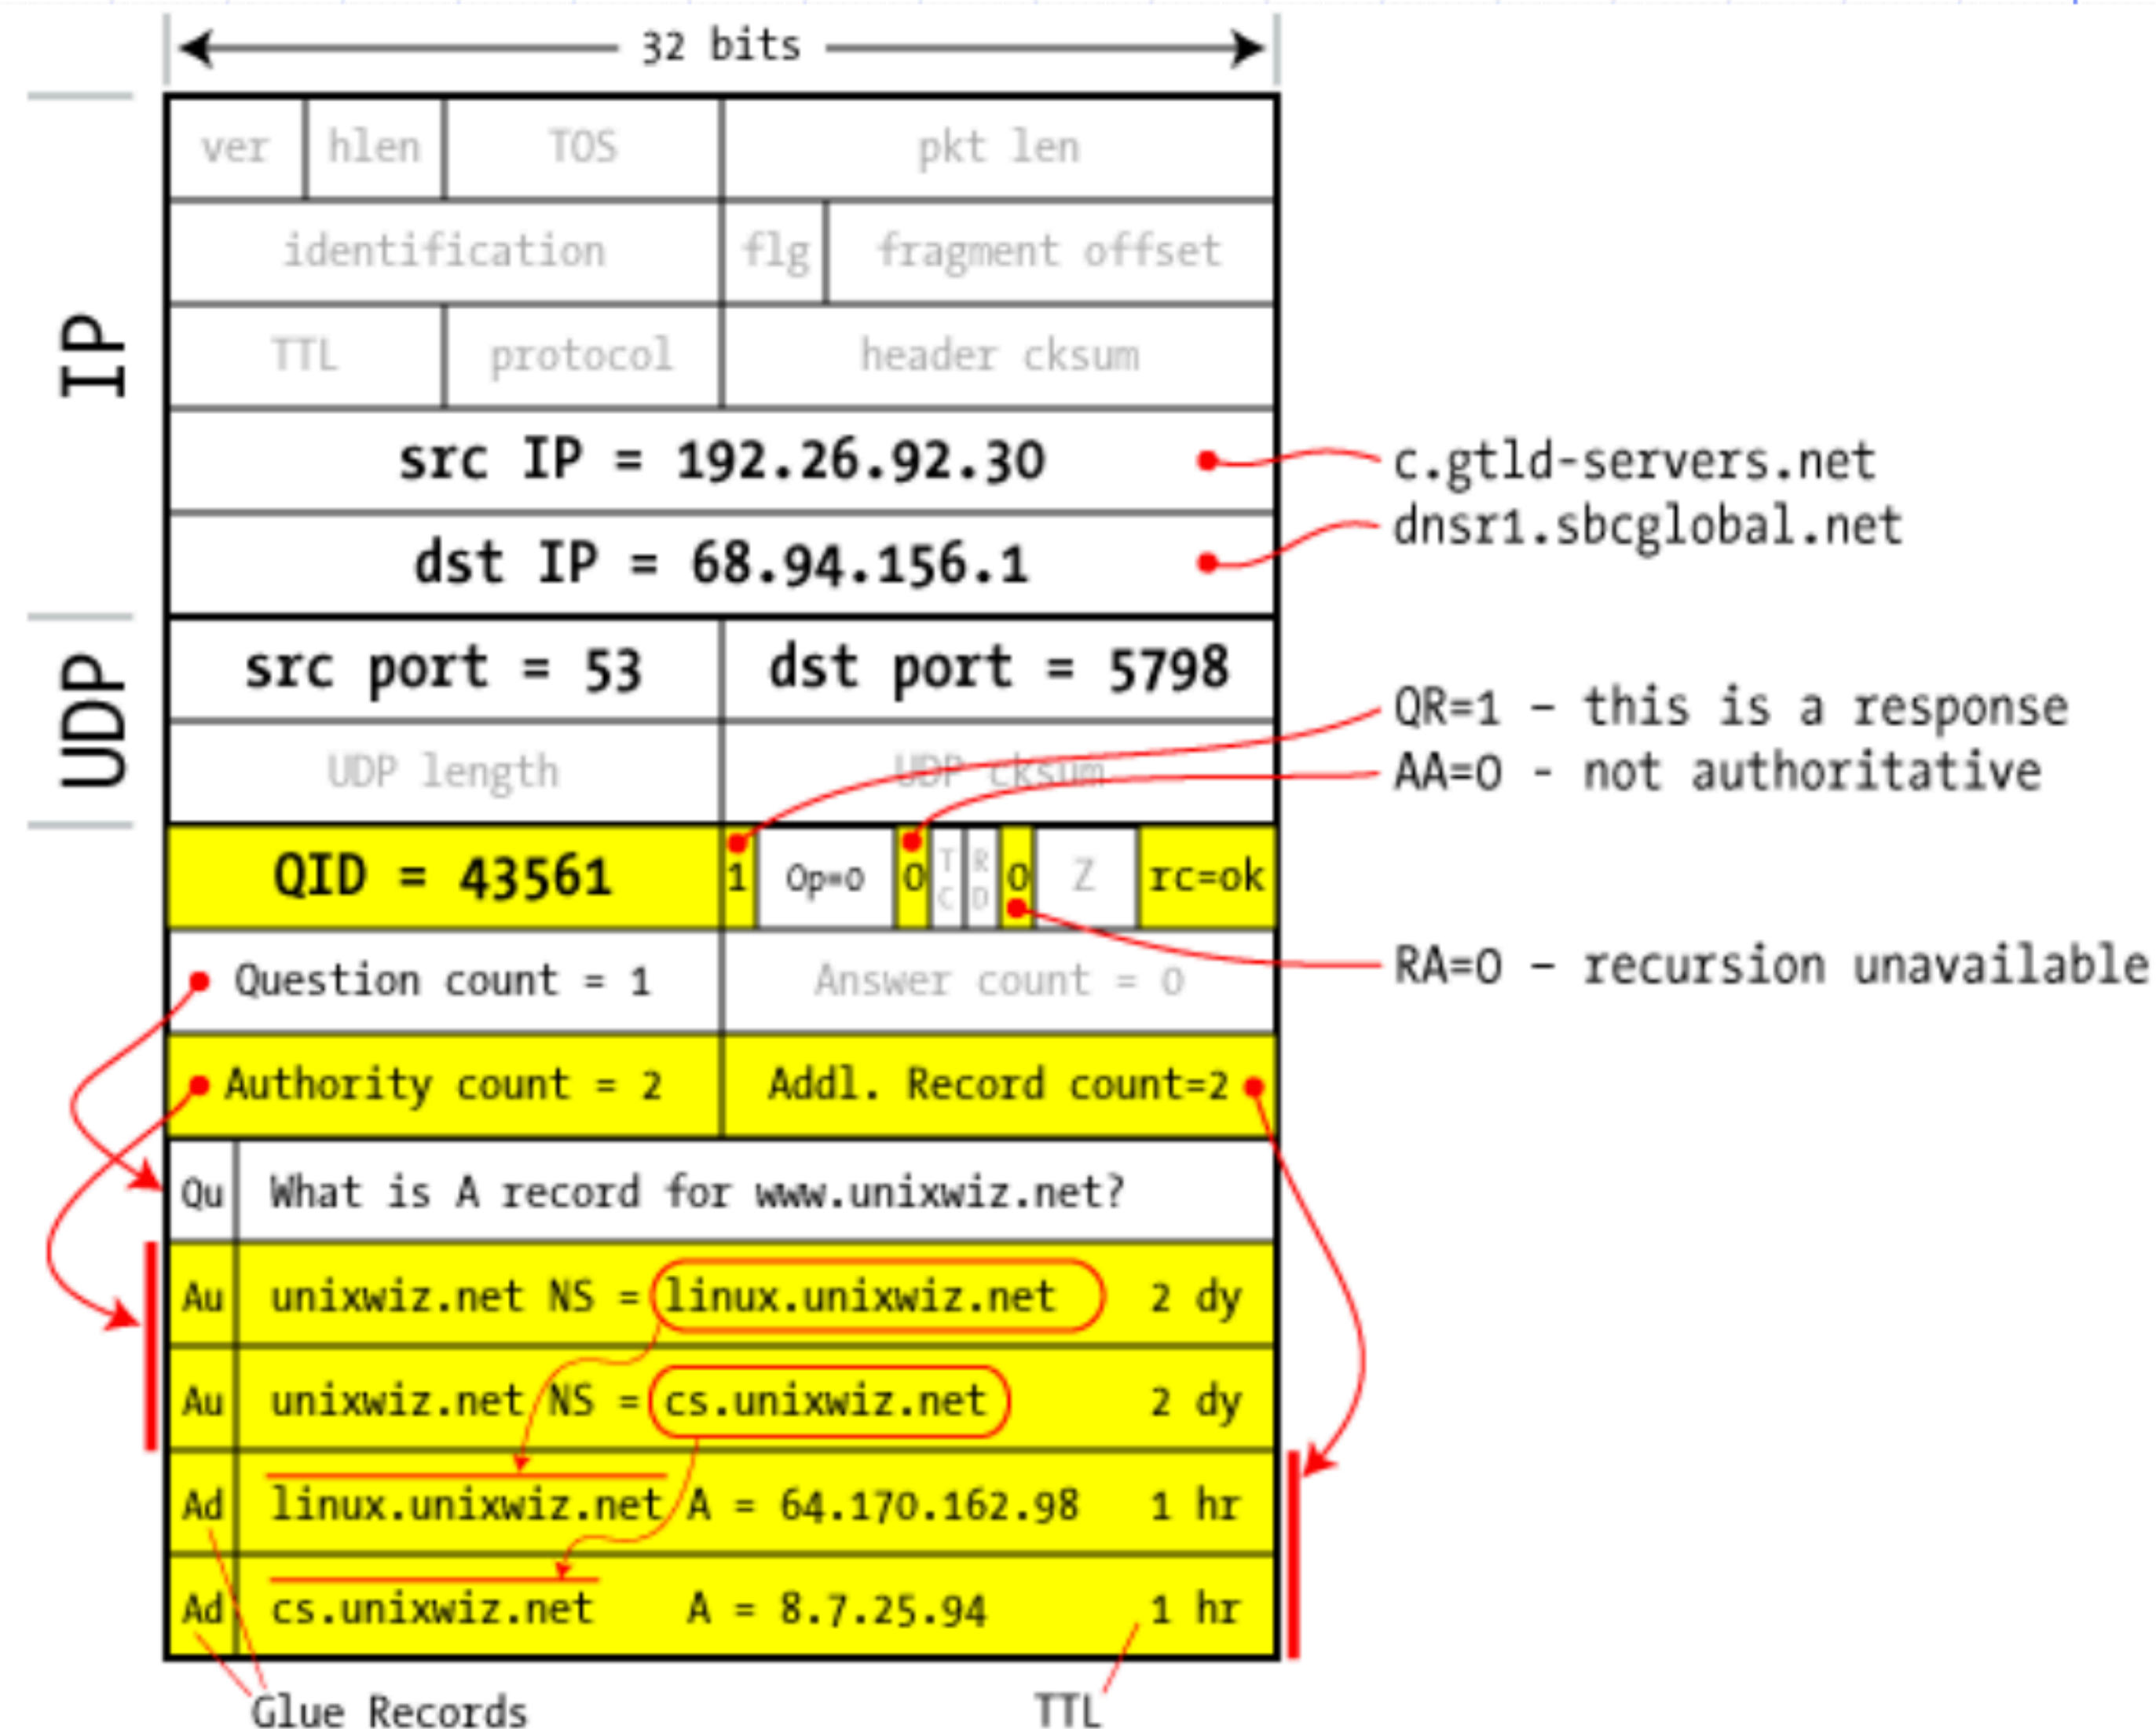 32 bits
ver hlen TOS pkt len
identification flg fragment offset
TTL protocol header cksum
IP
src IP = 192.26.92.30 c.gtld-servers.net
dst IP = 68.94.156.1 dnsr1.sbcglobal.net
UDP
src port = 53 dst port = 5798
QR=1 – this is a response
UDP length UDP cksum AA=0 - not authoritative
QID = 43561 1 Op=0 0 TC RD 0 Z rc=ok
RA=0 – recursion unavailable
Question count = 1 Answer count = 0
Authority count = 2 Addl. Record count=2
Qu What is A record for www.unixwiz.net?
Au unixwiz.net NS = linux.unixwiz.net 2 dy
Au unixwiz.net NS = cs.unixwiz.net 2 dy
Ad linux.unixwiz.net A = 64.170.162.98 1 hr
Ad cs.unixwiz.net A = 8.7.25.94 1 hr
Glue Records TTL